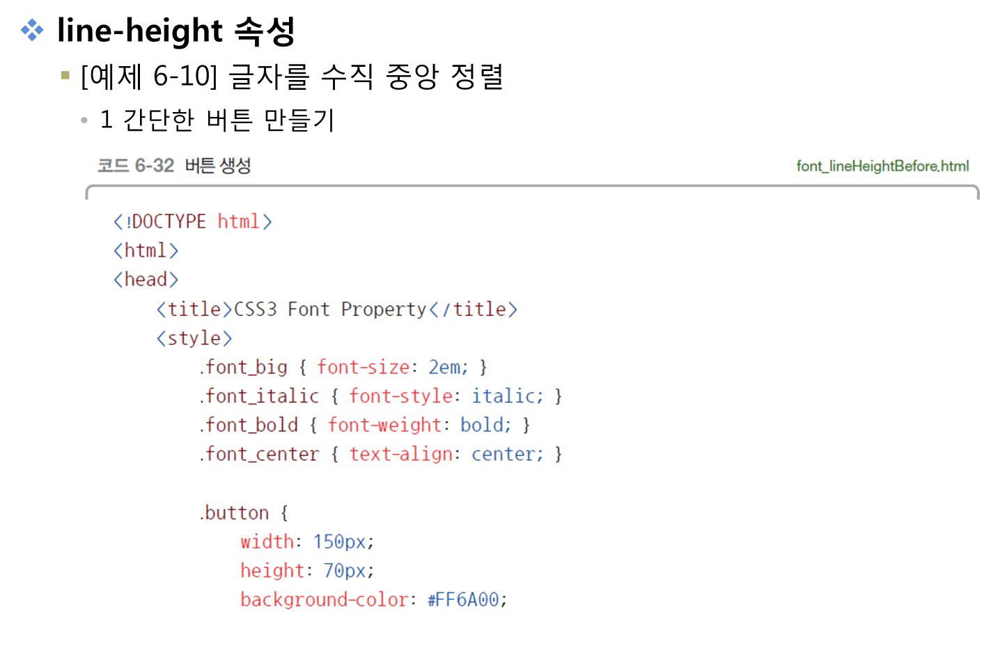 line-height 속성
[예제 6-10] 글자를 수직 중앙 정렬
1 간단한 버튼 만들기
코드 6-32 버튼 생성 font_lineHeightBefore.html
<!DOCTYPE html>
<html>
<head>
<title>CSS3 Font Property</title>
<style>
.font_big { font-size: 2em; }
.font_italic { font-style: italic; }
.font_bold { font-weight: bold; }
.font_center { text-align: center; }
.button {
width: 150px;
height: 70px;
background-color: #FF6A00;